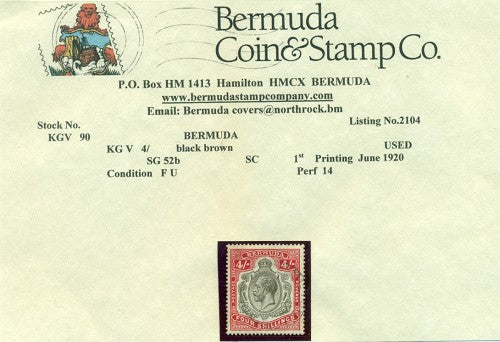 Bermuda
Coin & Stamp Co.
P.O. Box HM 1413 Hamilton HMCX BERMUDA
www.bermudastampcompany.com
Email: Bermuda covers@northrock.bm
Stock No. Listing No.2104
KGV 90 BERMUDA USED
KG V 4/ black brown
SG 52b SC 1st Printing June 1920
Condition F U Perf 14
BERMUDA
4/- 4/-
FOUR SHILLINGS